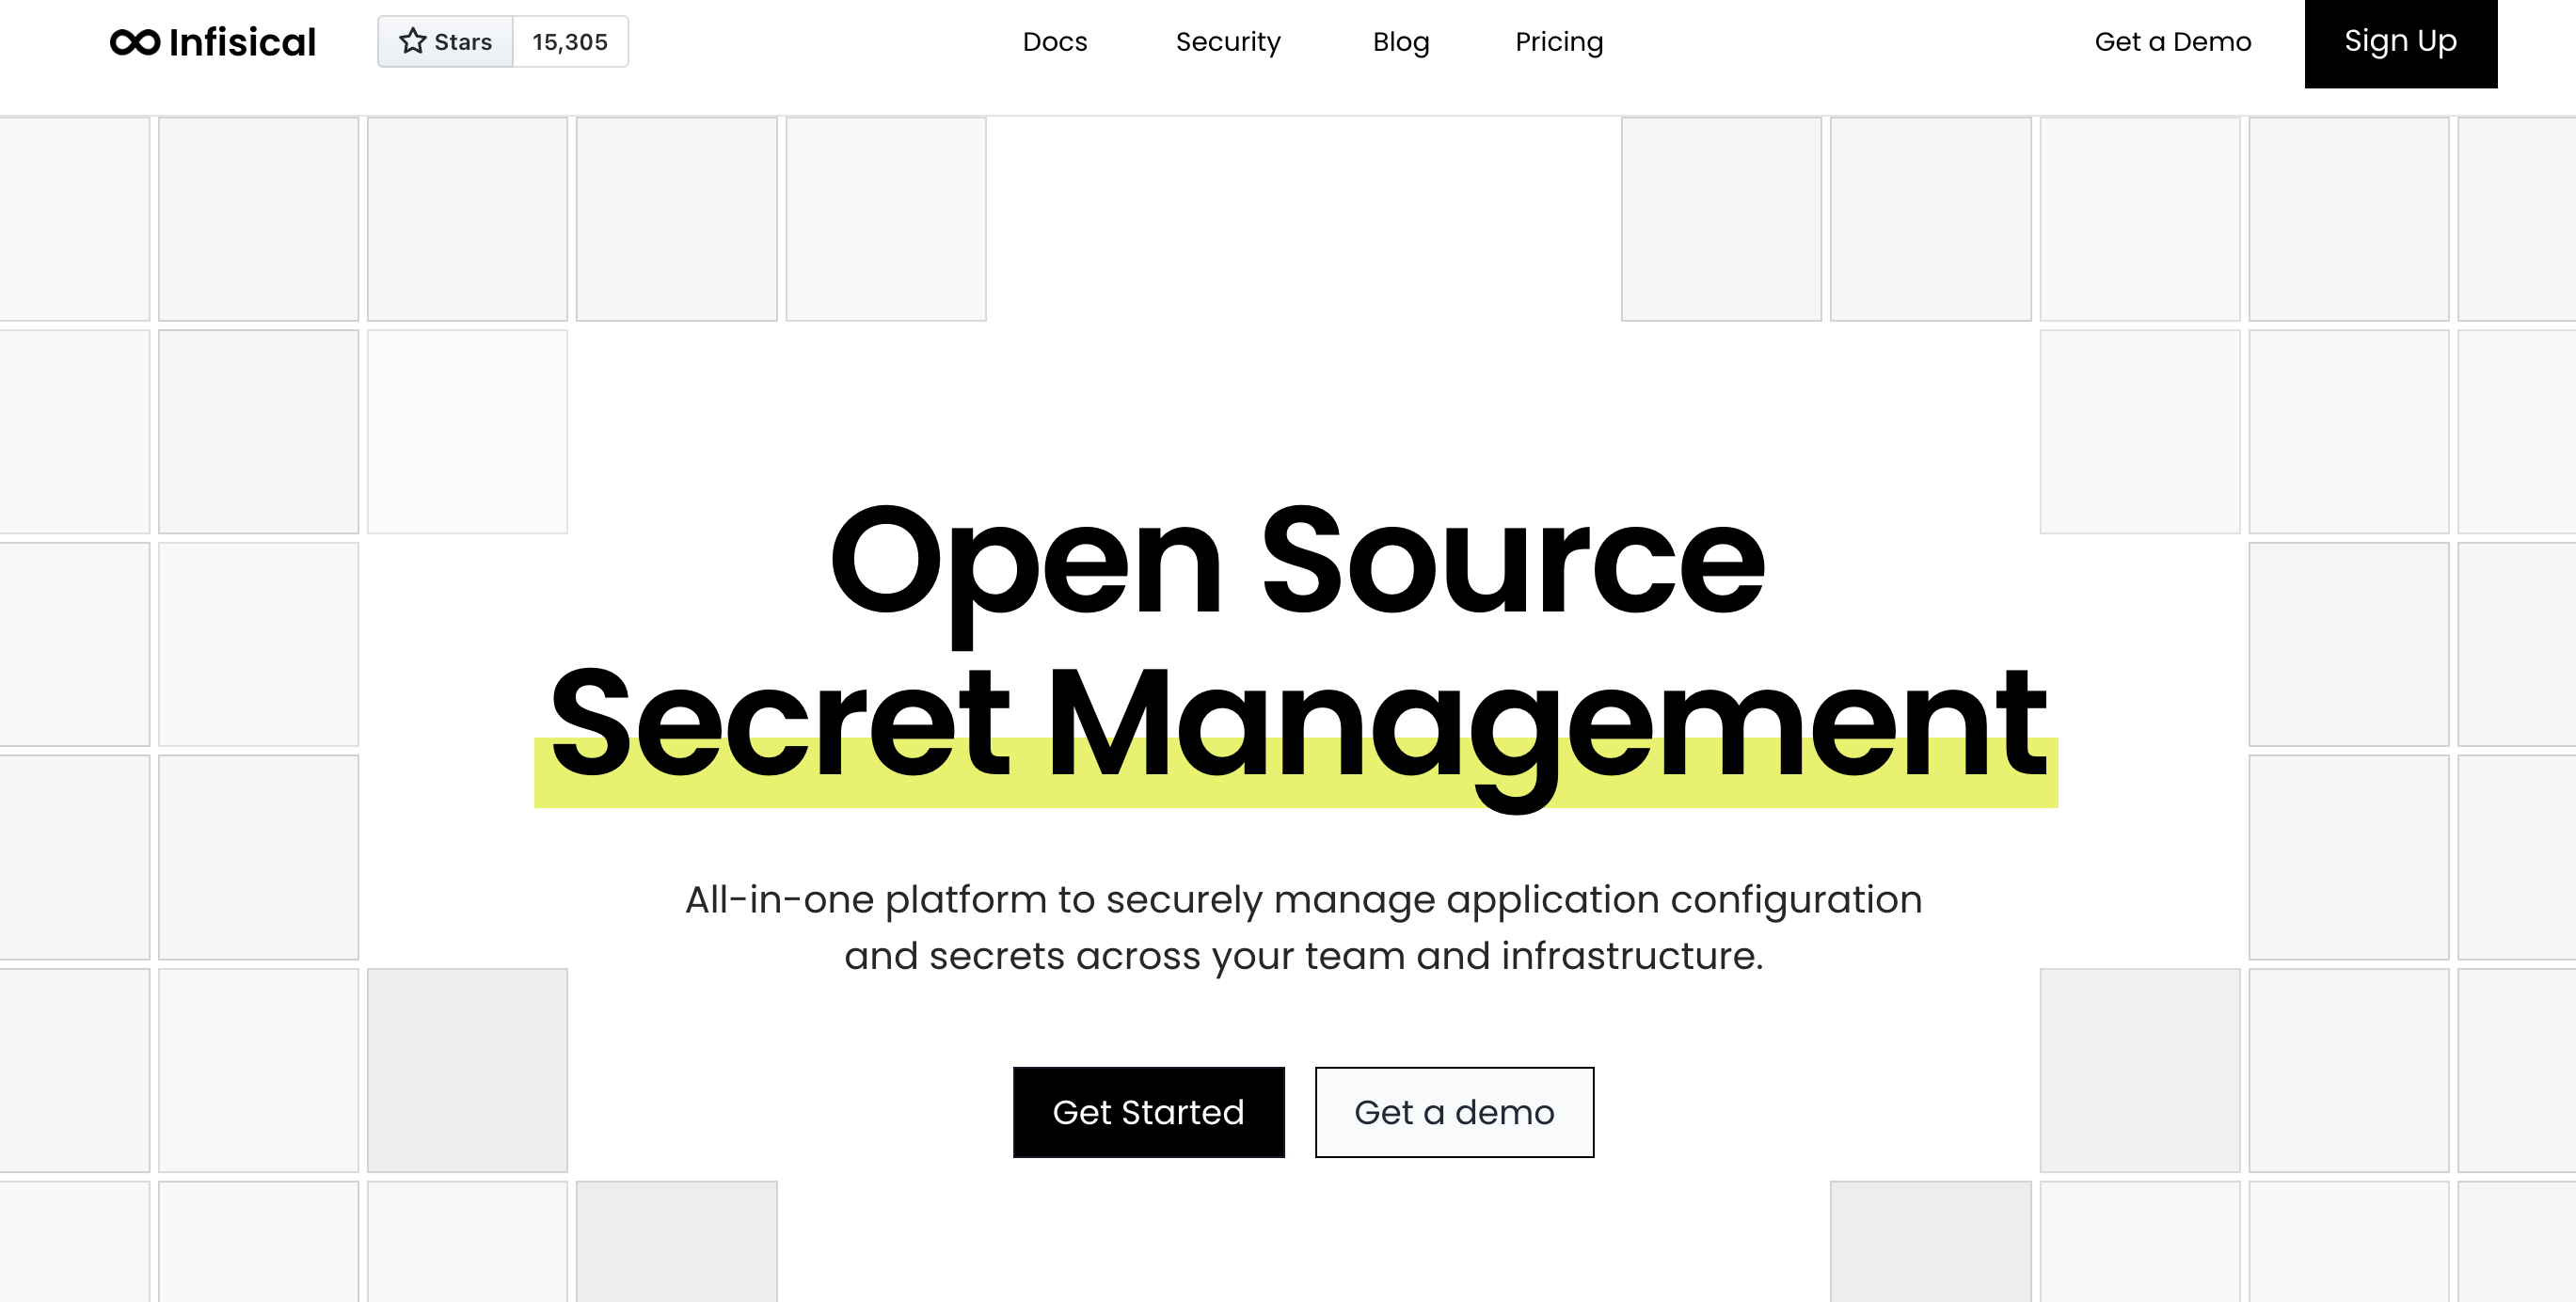 Infisical
Stars 15,305
Docs Security Blog Pricing
Get a Demo
Sign Up
Open Source
Secret Management
All-in-one platform to securely manage application configuration
and secrets across your team and infrastructure.
Get Started
Get a demo